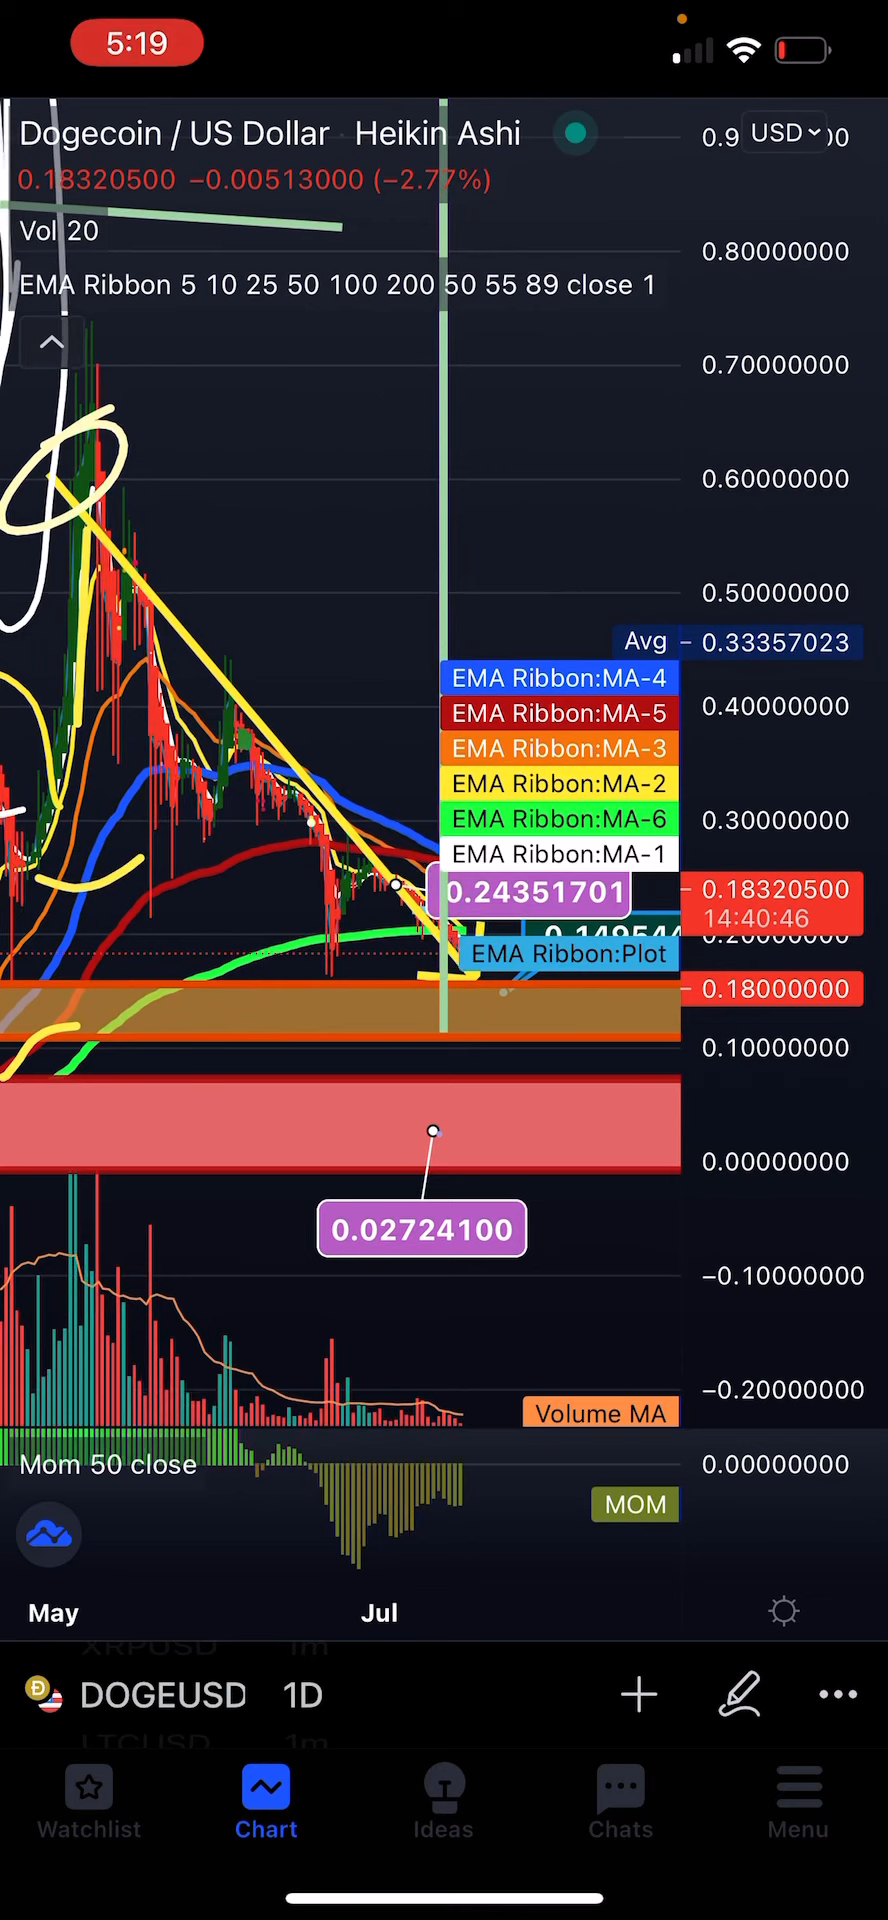 5:19
Dogecoin / US Dollar · Heikin Ashi
USD
0.18320500 −0.00513000 (−2.77%)
Vol 20
0.80000000
EMA Ribbon 5 10 25 50 100 200 50 55 89 close 1
0.70000000
0.60000000
0.50000000
Avg 0.33357023
EMA Ribbon:MA-4
0.40000000
EMA Ribbon:MA-5
EMA Ribbon:MA-3
EMA Ribbon:MA-2
EMA Ribbon:MA-6
0.30000000
EMA Ribbon:MA-1
0.24351701
0.18320500
14:40:46
EMA Ribbon:Plot
0.18000000
0.10000000
0.00000000
0.02724100
−0.10000000
−0.20000000
Volume MA
Mom 50 close
0.00000000
MOM
May Jul
XRPUSD 1m
DOGEUSD 1D
LTCUSD 1m
Watchlist Chart Ideas Chats Menu